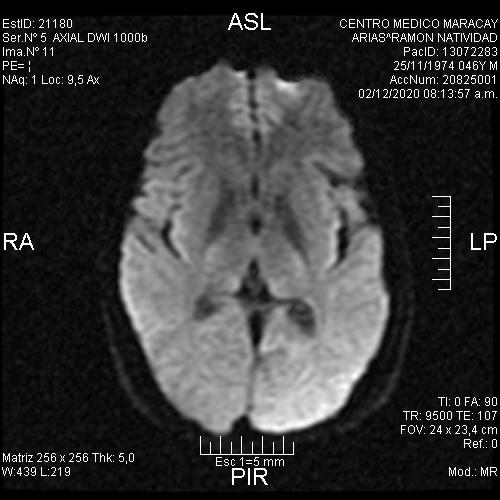 EstID: 21180
Ser.Nº 5 AXIAL DWI 1000b
Ima.Nº 11
PE= ¦
NAq: 1 Loc: 9,5 Ax
ASL
CENTRO MEDICO MARACAY
ARIAS^RAMON NATIVIDAD
PacID: 13072283
25/11/1974 046Y M
AccNum: 20825001
02/12/2020 08:13:57 a.m.
RA
LP
TI: 0 FA: 90
TR: 9500 TE: 107
FOV: 24 x 23,4 cm
Ref.: 0
Matriz 256 x 256 Thk: 5,0
W:439 L:219
Esc 1=5 mm
PIR
Mod.: MR